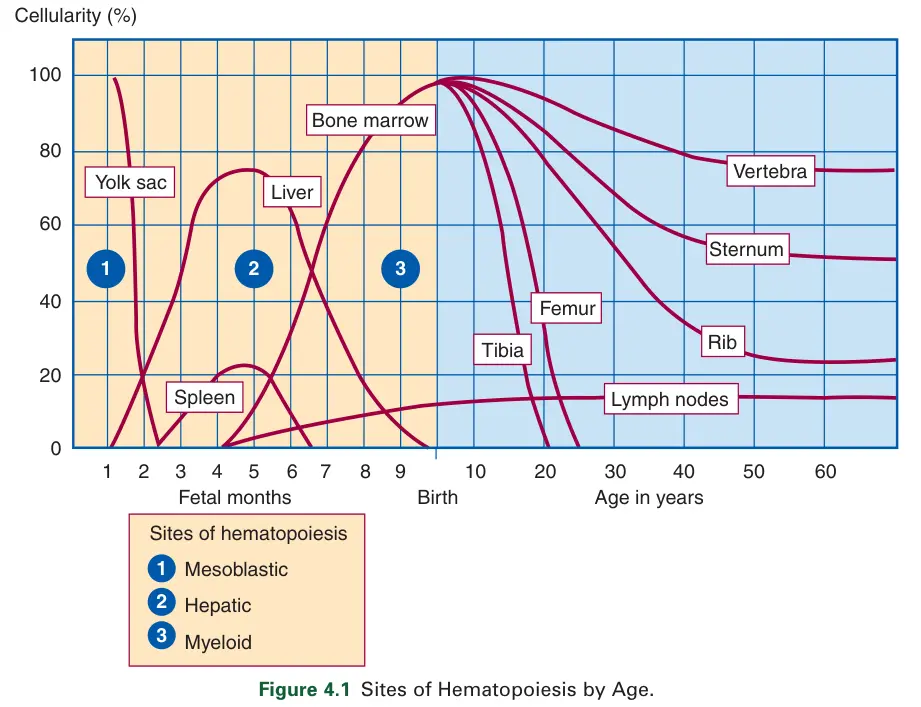 Cellularity (%)
100
80
60
40
20
0
Yolk sac
Liver
Bone marrow
Spleen
Vertebra
Sternum
Femur
Tibia
Rib
Lymph nodes
1
2
3
1 2 3 4 5 6 7 8 9 10 20 30 40 50 60
Fetal months Birth Age in years
Sites of hematopoiesis
1 Mesoblastic
2 Hepatic
3 Myeloid
Figure 4.1 Sites of Hematopoiesis by Age.